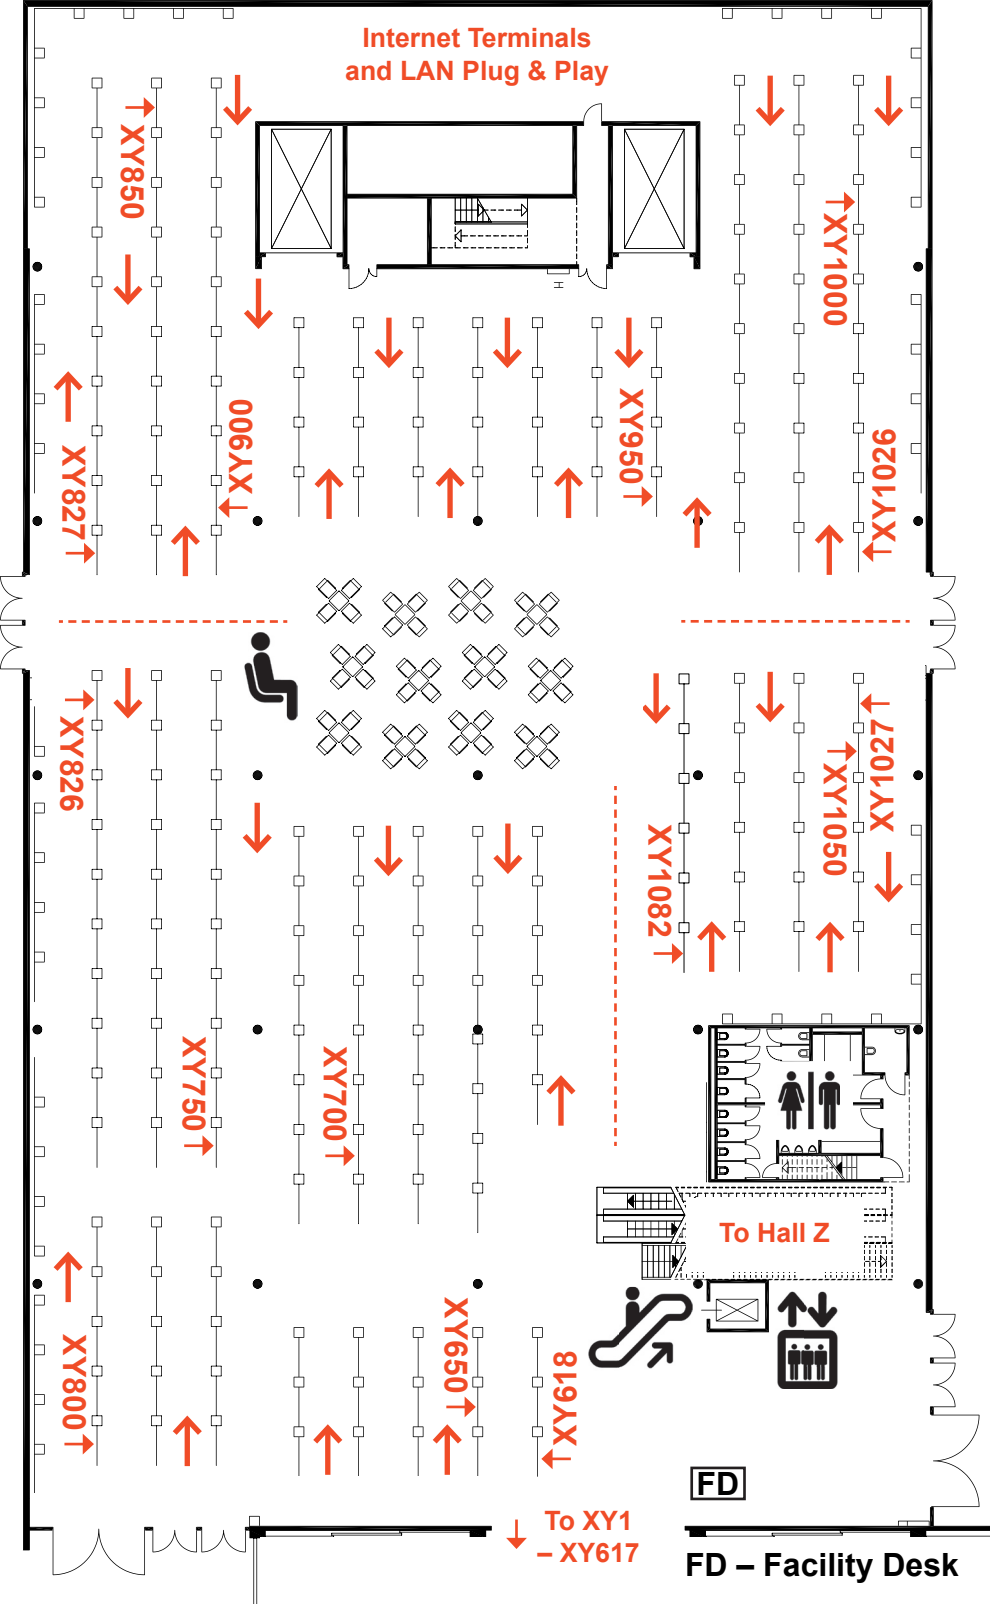 Internet Terminals
and LAN Plug & Play
XY850
XY1000
XY900
XY950
XY827
XY1026
XY826
XY1027
XY1050
XY1082
XY750
XY700
To Hall Z
XY650
XY800
XY618
FD
To XY1
– XY617
FD – Facility Desk